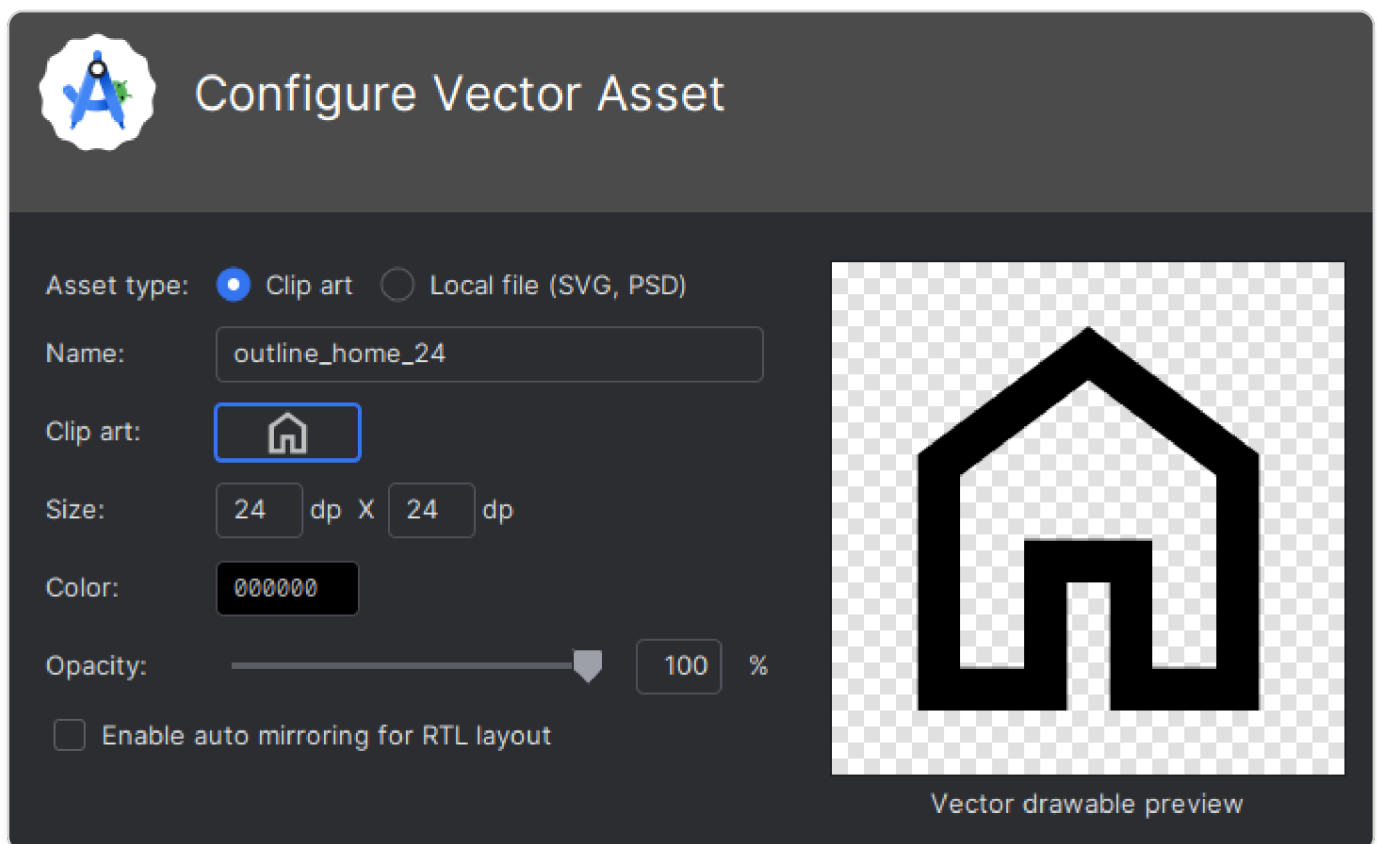 Configure Vector Asset
Asset type: Clip art Local file (SVG, PSD)
Name: outline_home_24
Clip art:
Size: 24 dp X 24 dp
Color: 000000
Opacity: 100 %
Enable auto mirroring for RTL layout
Vector drawable preview